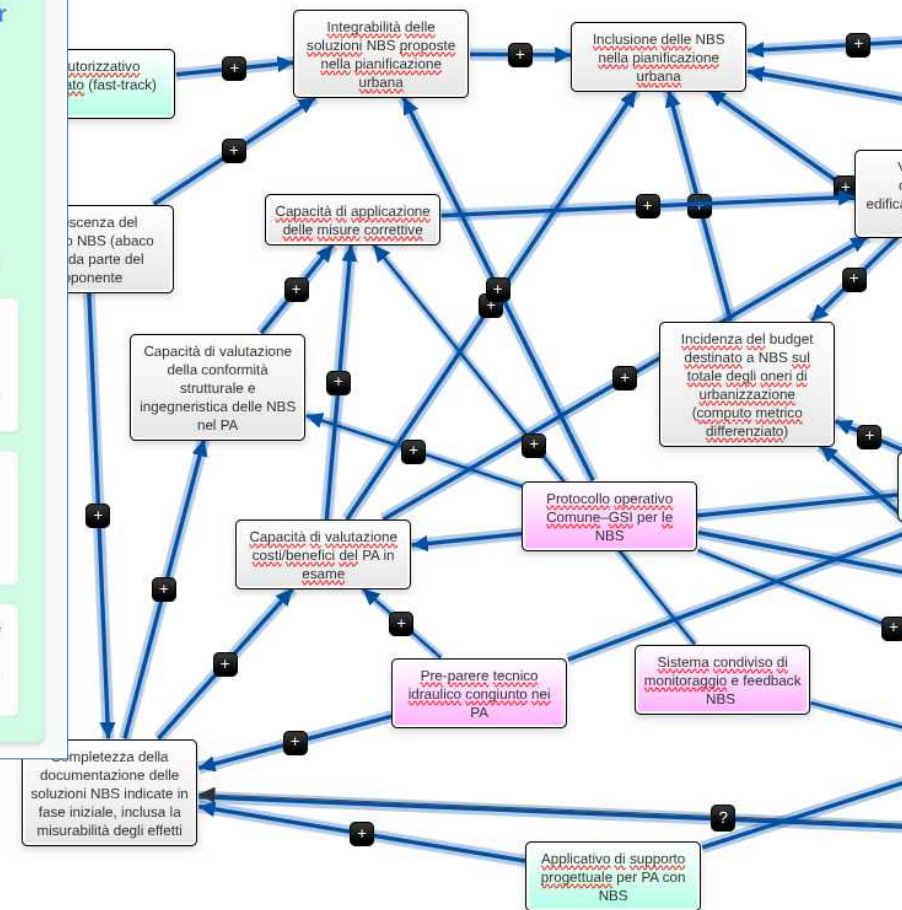 r
Integrabilità delle
soluzioni NBS proposte
nella pianificazione
urbana
Inclusione delle NBS
nella pianificazione
urbana
utorizzativo
ato (fast-track)
+
+
+
+
scenza del
o NBS (abaco
da parte del
ponente
Capacità di applicazione
delle misure correttive
+
+
+
V
edifica
+
+
+
+
Capacità di valutazione
della conformità
strutturale e
ingegneristica delle NBS
nel PA
Incidenza del budget
destinato a NBS sul
totale degli oneri di
urbanizzazione
(computo metrico
differenziato)
+
+
+
+
+
Protocollo operativo
Comune–GSI per le
NBS
+
Capacità di valutazione
costi/benefici del PA in
esame
+
+
+
+
Pre-parere tecnico
idraulico congiunto nei
PA
Sistema condiviso di
monitoraggio e feedback
NBS
+
Completezza della
documentazione delle
soluzioni NBS indicate in
fase iniziale, inclusa la
misurabilità degli effetti
?
+
Applicativo di supporto
progettuale per PA con
NBS